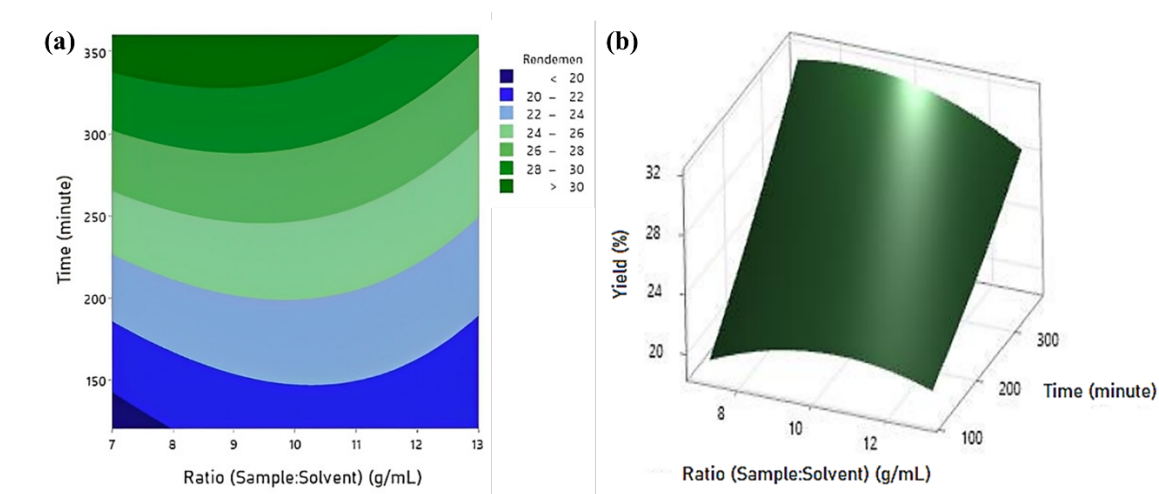 (a)
350
300
250
200
150
Time (minute)
7 8 9 10 11 12 13
Ratio (Sample:Solvent) (g/mL)
Rendemen
< 20
20 – 22
22 – 24
24 – 26
26 – 28
28 – 30
> 30
(b)
32
28
24
20
Yield (%)
8 10 12
Ratio (Sample:Solvent) (g/mL)
300
200
100
Time (minute)